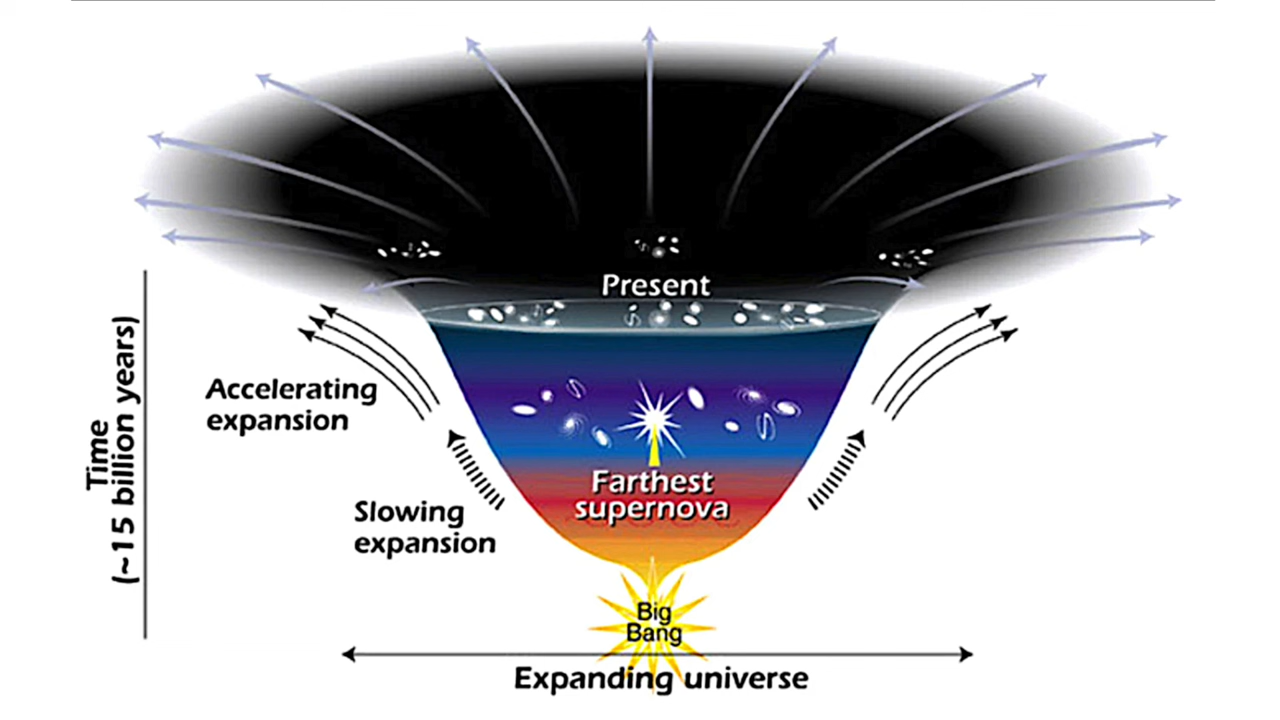 Present
Accelerating
expansion
Time
(~15 billion years)
Farthest
supernova
Slowing
expansion
Big
Bang
Expanding universe